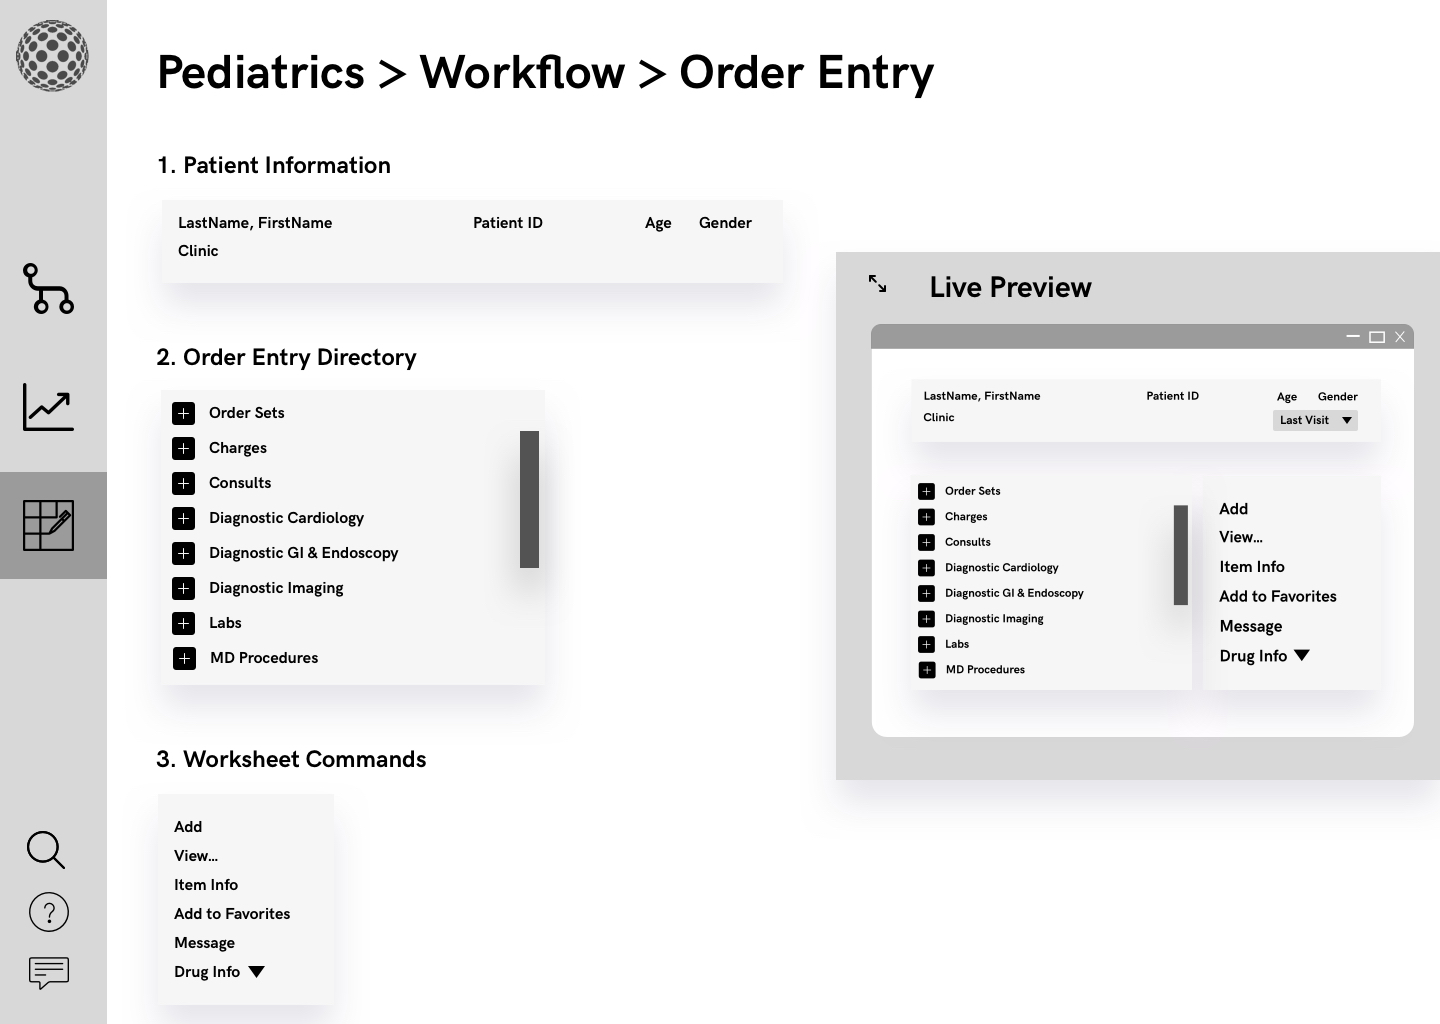 Pediatrics > Workflow > Order Entry
1. Patient Information
LastName, FirstName Patient ID Age Gender
Clinic
2. Order Entry Directory
Order Sets
Charges
Consults
Diagnostic Cardiology
Diagnostic GI & Endoscopy
Diagnostic Imaging
Labs
MD Procedures
3. Worksheet Commands
Add
View...
Item Info
Add to Favorites
Message
Drug Info
Live Preview
LastName, FirstName Patient ID Age Gender
Clinic Last Visit
Order Sets
Charges
Consults
Diagnostic Cardiology
Diagnostic GI & Endoscopy
Diagnostic Imaging
Labs
MD Procedures
Add
View...
Item Info
Add to Favorites
Message
Drug Info
?